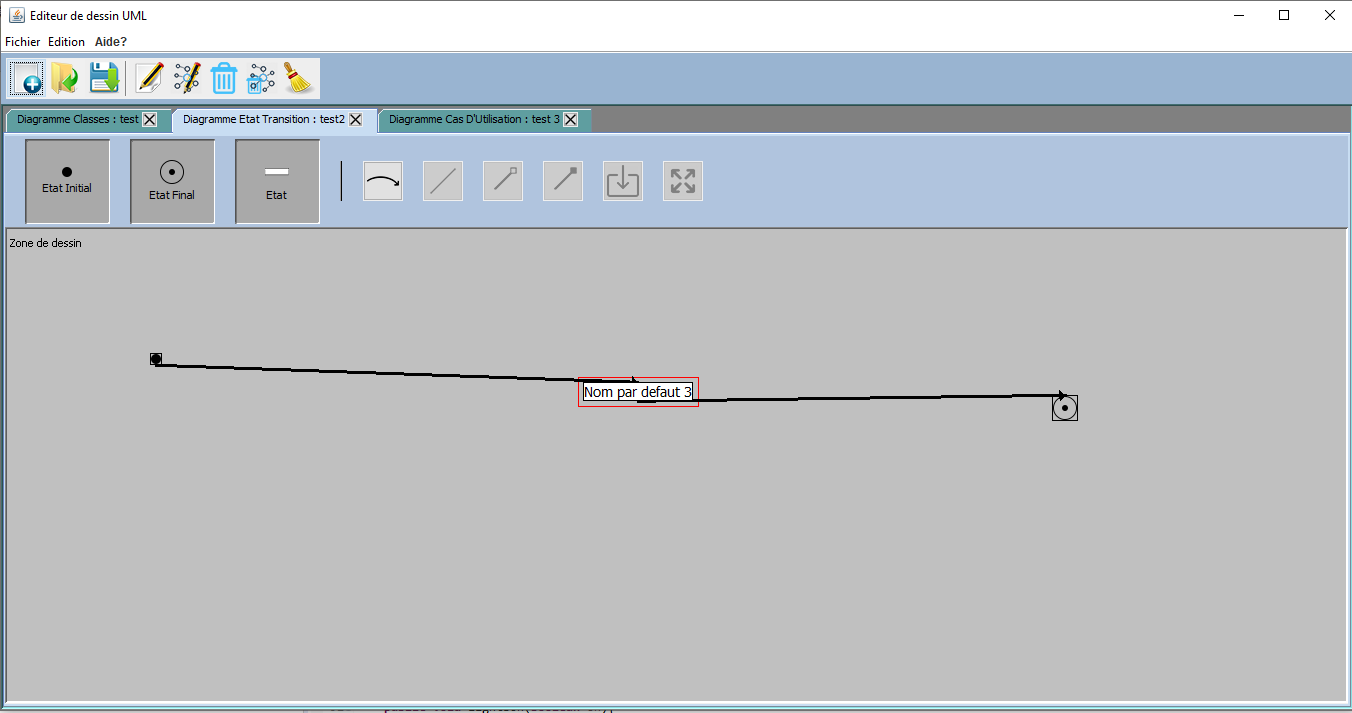 Editeur de dessin UML
Fichier Edition Aide?
Diagramme Classes : test Diagramme Etat Transition : test2 Diagramme Cas D'Utilisation : test 3
Etat Initial Etat Final Etat
Zone de dessin
Nom par defaut 3